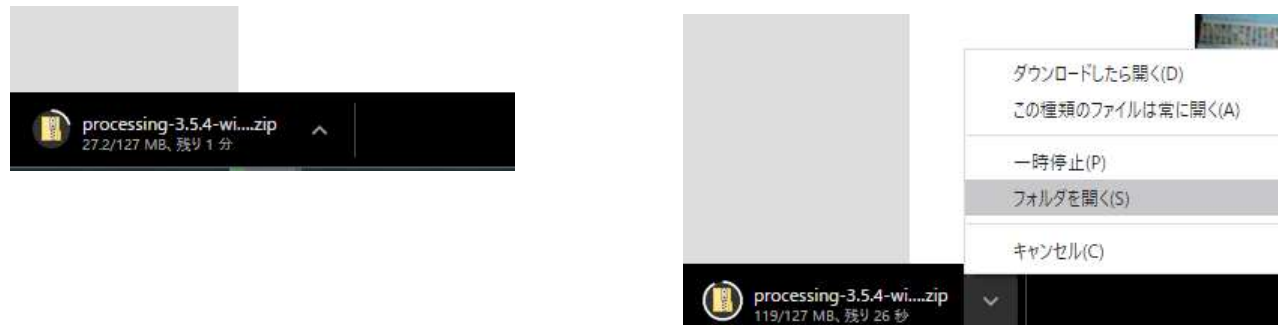 processing-3.5.4-wi....zip
27.2/127 MB、残り 1 分
ダウンロードしたら開く(D)
この種類のファイルは常に開く(A)
一時停止(P)
フォルダを開く(S)
キャンセル(C)
processing-3.5.4-wi....zip
119/127 MB、残り 26 秒